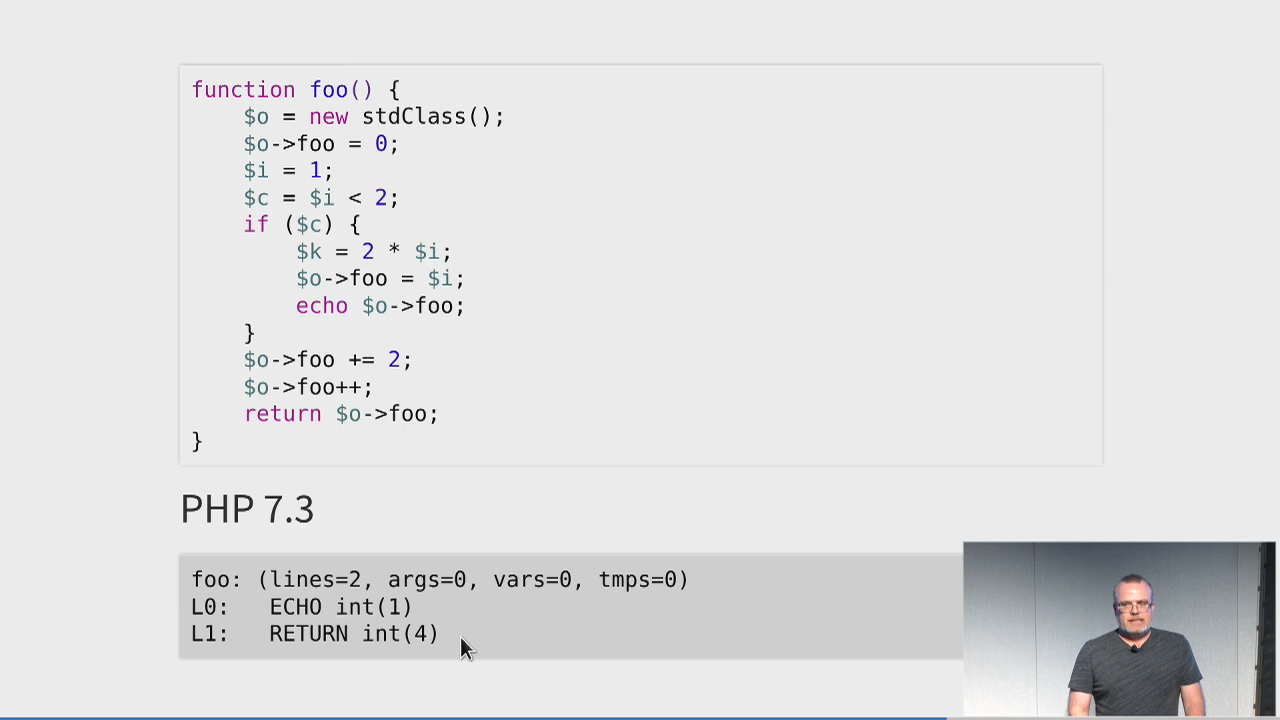 function foo() {
    $o = new stdClass();
    $o->foo = 0;
    $i = 1;
    $c = $i < 2;
    if ($c) {
        $k = 2 * $i;
        $o->foo = $i;
        echo $o->foo;
    }
    $o->foo += 2;
    $o->foo++;
    return $o->foo;
}
PHP 7.3
foo: (lines=2, args=0, vars=0, tmps=0)
L0:   ECHO int(1)
L1:   RETURN int(4)